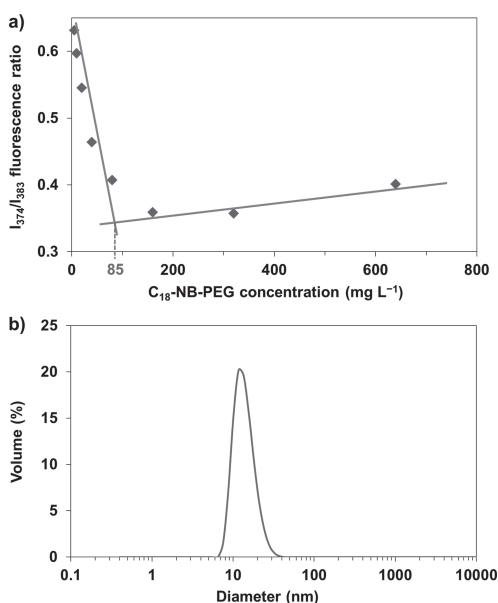 a)
I₃₇₄/I₃₈₃ fluorescence ratio
0.6
0.5
0.4
0.3
0 85 200 400 600 800
C₁₈-NB-PEG concentration (mg L⁻¹)
b)
Volume (%)
25
20
15
10
5
0
0.1 1 10 100 1000 10000
Diameter (nm)